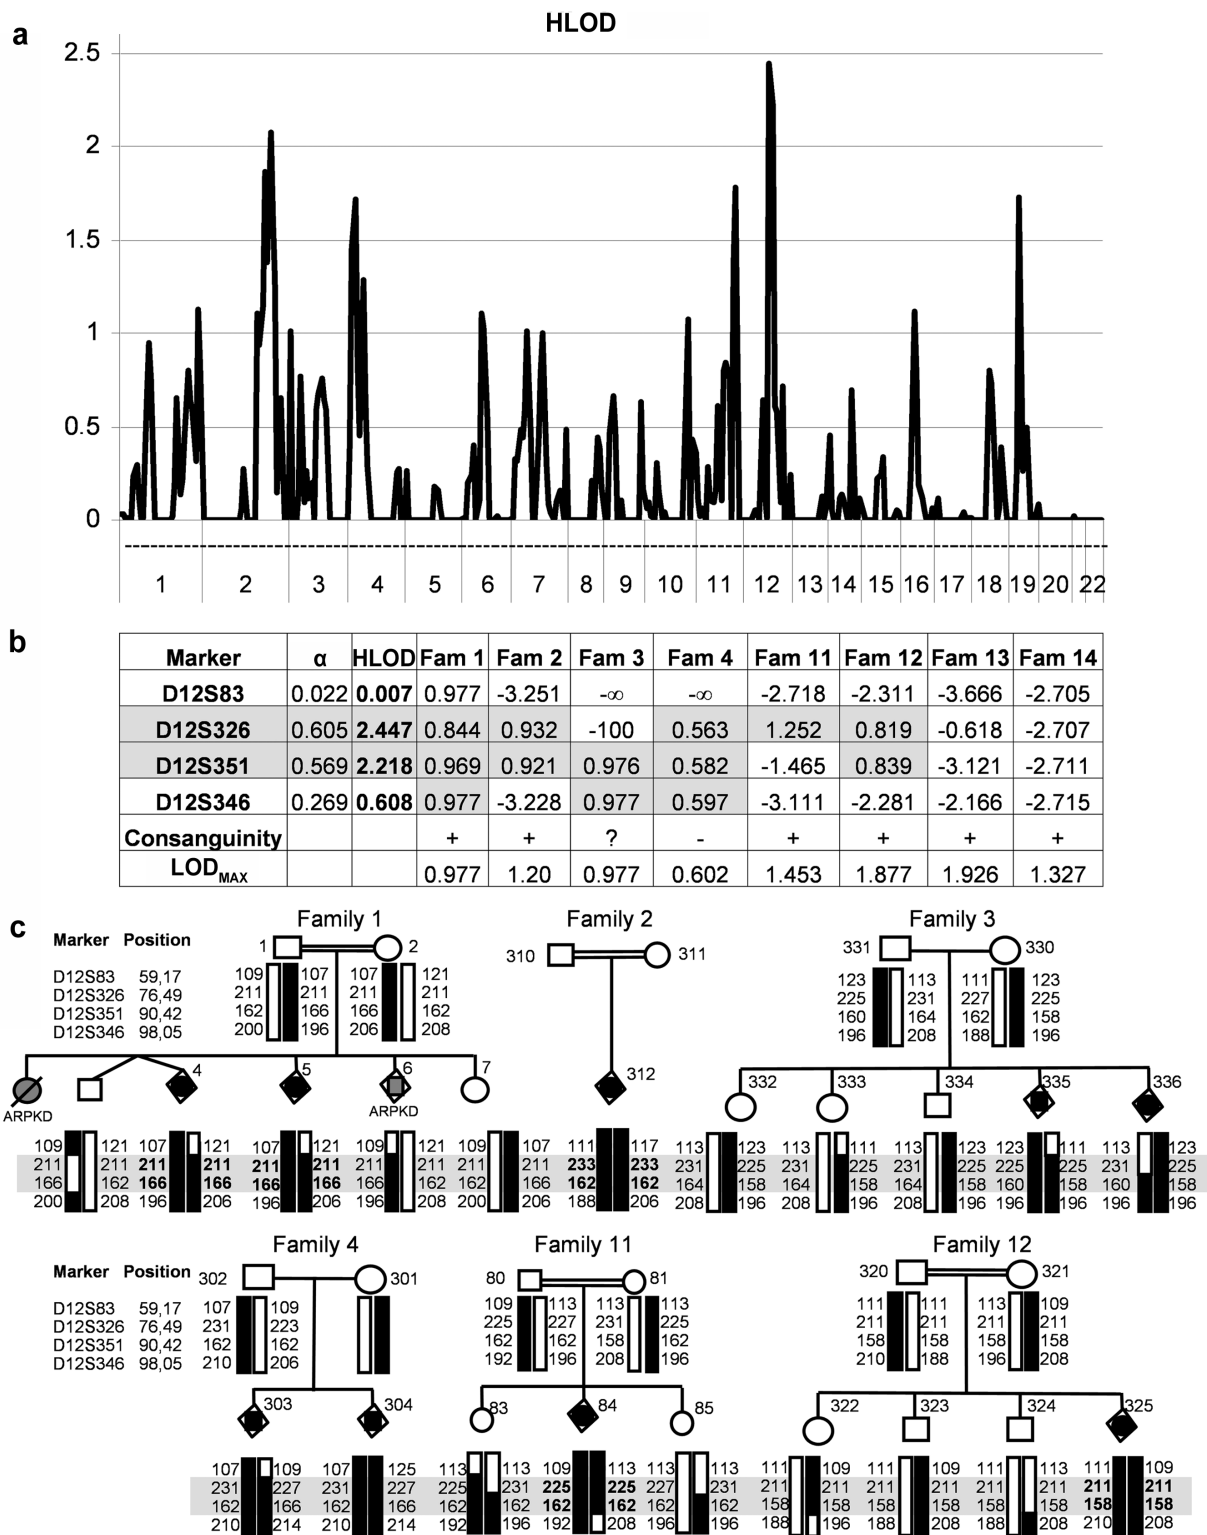 a
HLOD
2.5
2
1.5
1
0.5
0
1 2 3 4 5 6 7 8 9 10 11 12 13 14 15 16 17 18 19 20 22
b
Marker α HLOD Fam 1 Fam 2 Fam 3 Fam 4 Fam 11 Fam 12 Fam 13 Fam 14
D12S83 0.022 0.007 0.977 -3.251 -∞ -∞ -2.718 -2.311 -3.666 -2.705
D12S326 0.605 2.447 0.844 0.932 -100 0.563 1.252 0.819 -0.618 -2.707
D12S351 0.569 2.218 0.969 0.921 0.976 0.582 -1.465 0.839 -3.121 -2.711
D12S346 0.269 0.608 0.977 -3.228 0.977 0.597 -3.111 -2.281 -2.166 -2.715
Consanguinity + + ? - + + + +
LODMAX 0.977 1.20 0.977 0.602 1.453 1.877 1.926 1.327
c
Family 1 Family 2 Family 3
Marker Position 1 2 310 311 331 330
D12S83 59,17 109 107 107 121 123 113 111 123
D12S326 76,49 211 211 211 211 225 231 227 225
D12S351 90,42 162 166 166 162 160 164 162 158
D12S346 98,05 200 196 206 208 196 208 188 196
4 5 6 7 312 332 333 334 335 336
ARPKD ARPKD
109 121 107 121 107 121 109 121 109 107 111 117 113 123 113 111 113 123 123 111 113 123
211 211 211 211 211 211 211 211 211 211 233 233 231 225 231 225 231 225 225 225 231 225
166 162 166 166 166 166 166 166 162 166 162 162 164 158 164 158 164 158 160 158 160 158
200 208 196 206 196 206 196 208 200 196 188 162 208 196 208 196 208 196 196 196 196 196
Family 4 Family 11 Family 12
Marker Position 302 301 80 81 320 321
D12S83 59,17 107 109 109 113 113 113 111 111 113 109
D12S326 76,49 231 223 225 227 231 225 211 211 211 211
D12S351 90,42 162 162 162 162 158 162 158 158 158 158
D12S346 98,05 210 206 192 196 208 196 210 188 196 208
303 304 83 84 85 322 323 324 325
107 109 107 125 113 113 109 113 113 113 111 109 111 109 111 113 111 109
231 227 231 227 225 231 225 225 227 231 211 211 211 211 211 211 211 211
162 166 162 166 162 162 162 162 162 162 158 158 158 158 158 158 158 158
210 214 210 214 192 196 192 208 196 196 188 196 188 208 188 208 210 208